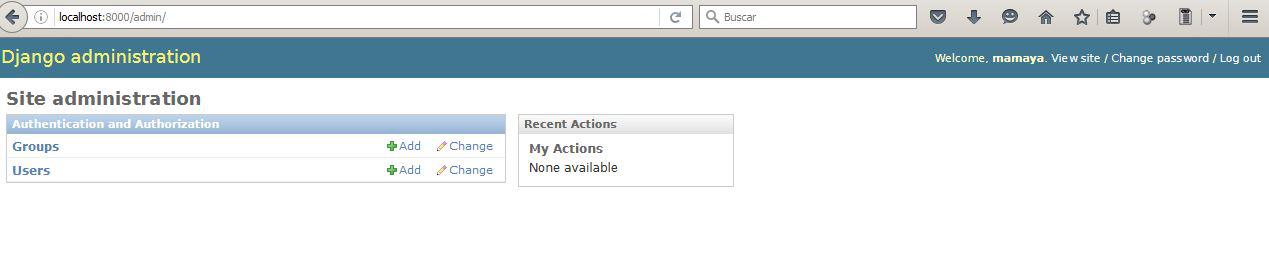 localhost:8000/admin/
Buscar
Django administration
Welcome, mamaya. View site / Change password / Log out
Site administration
Authentication and Authorization
Groups Add Change
Users Add Change
Recent Actions
My Actions
None available